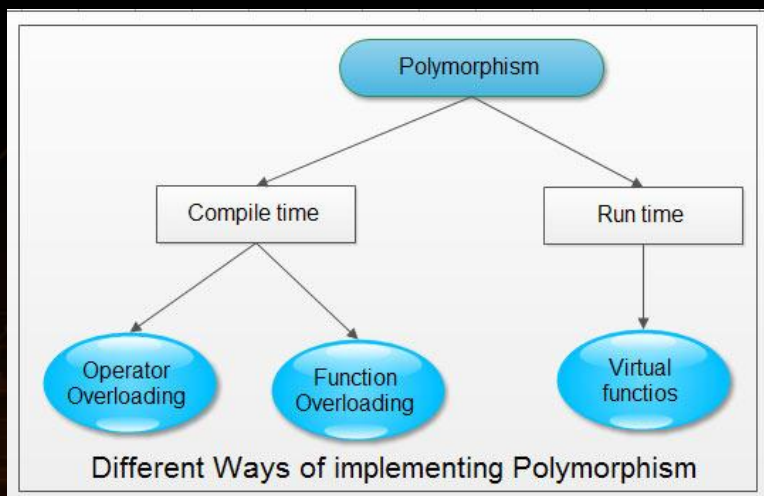 Polymorphism
Compile time
Run time
Operator
Overloading
Function
Overloading
Virtual
functios
Different Ways of implementing Polymorphism